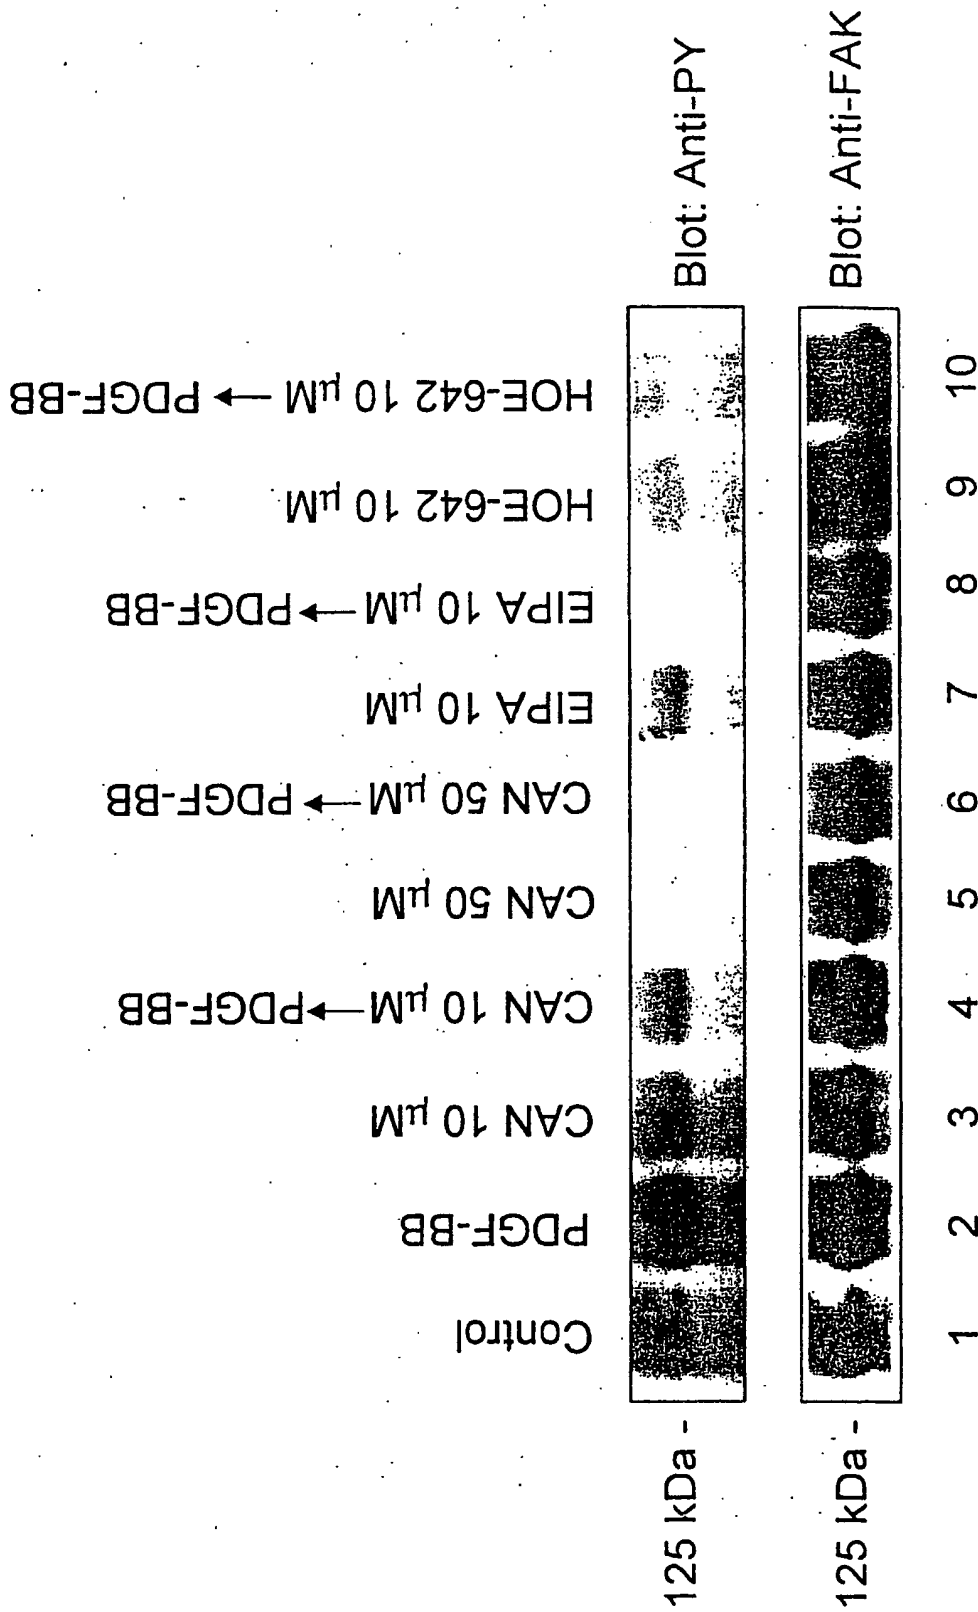 Control
PDGF-BB
CAN 10 µM
CAN 10 µM → PDGF-BB
CAN 50 µM
CAN 50 µM → PDGF-BB
EIPA 10 µM
EIPA 10 µM → PDGF-BB
HOE-642 10 µM
HOE-642 10 µM → PDGF-BB
125 kDa - Blot: Anti-PY
125 kDa - Blot: Anti-FAK
1 2 3 4 5 6 7 8 9 10